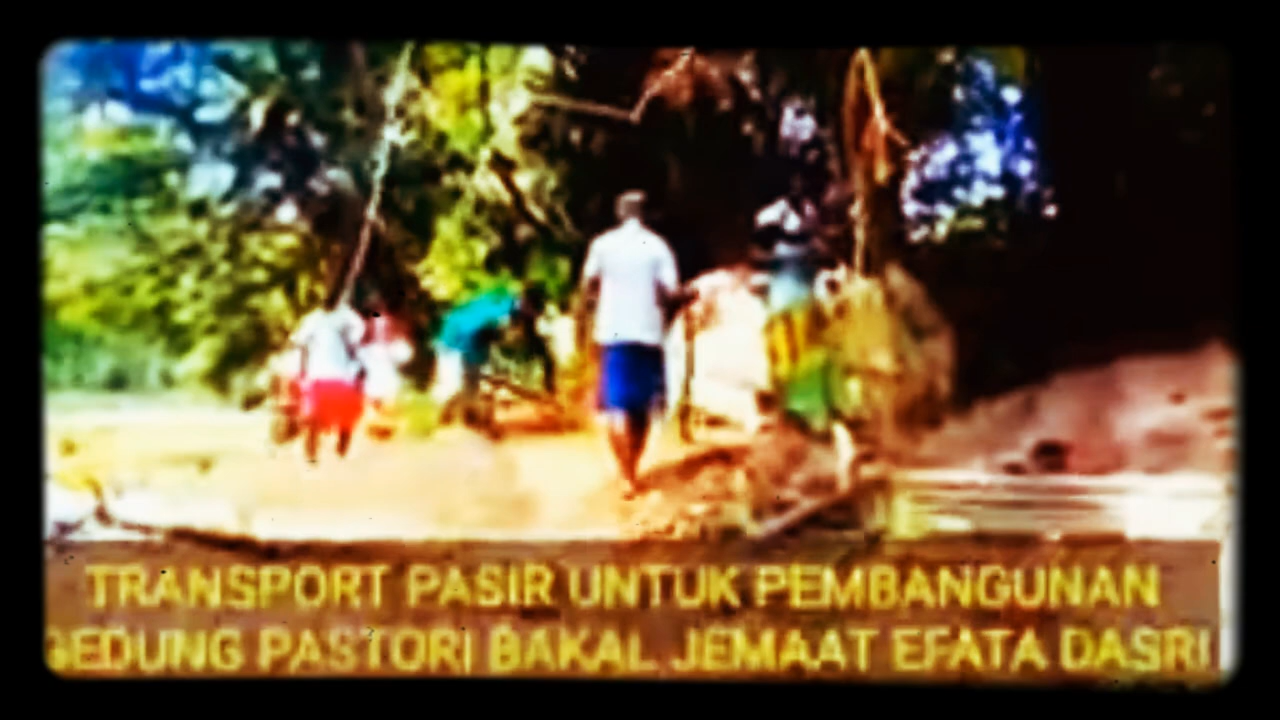 TRANSPORT PASIR UNTUK PEMBANGUNAN
GEDUNG PASTORI BAKAL JEMAAT EFATA DASRI